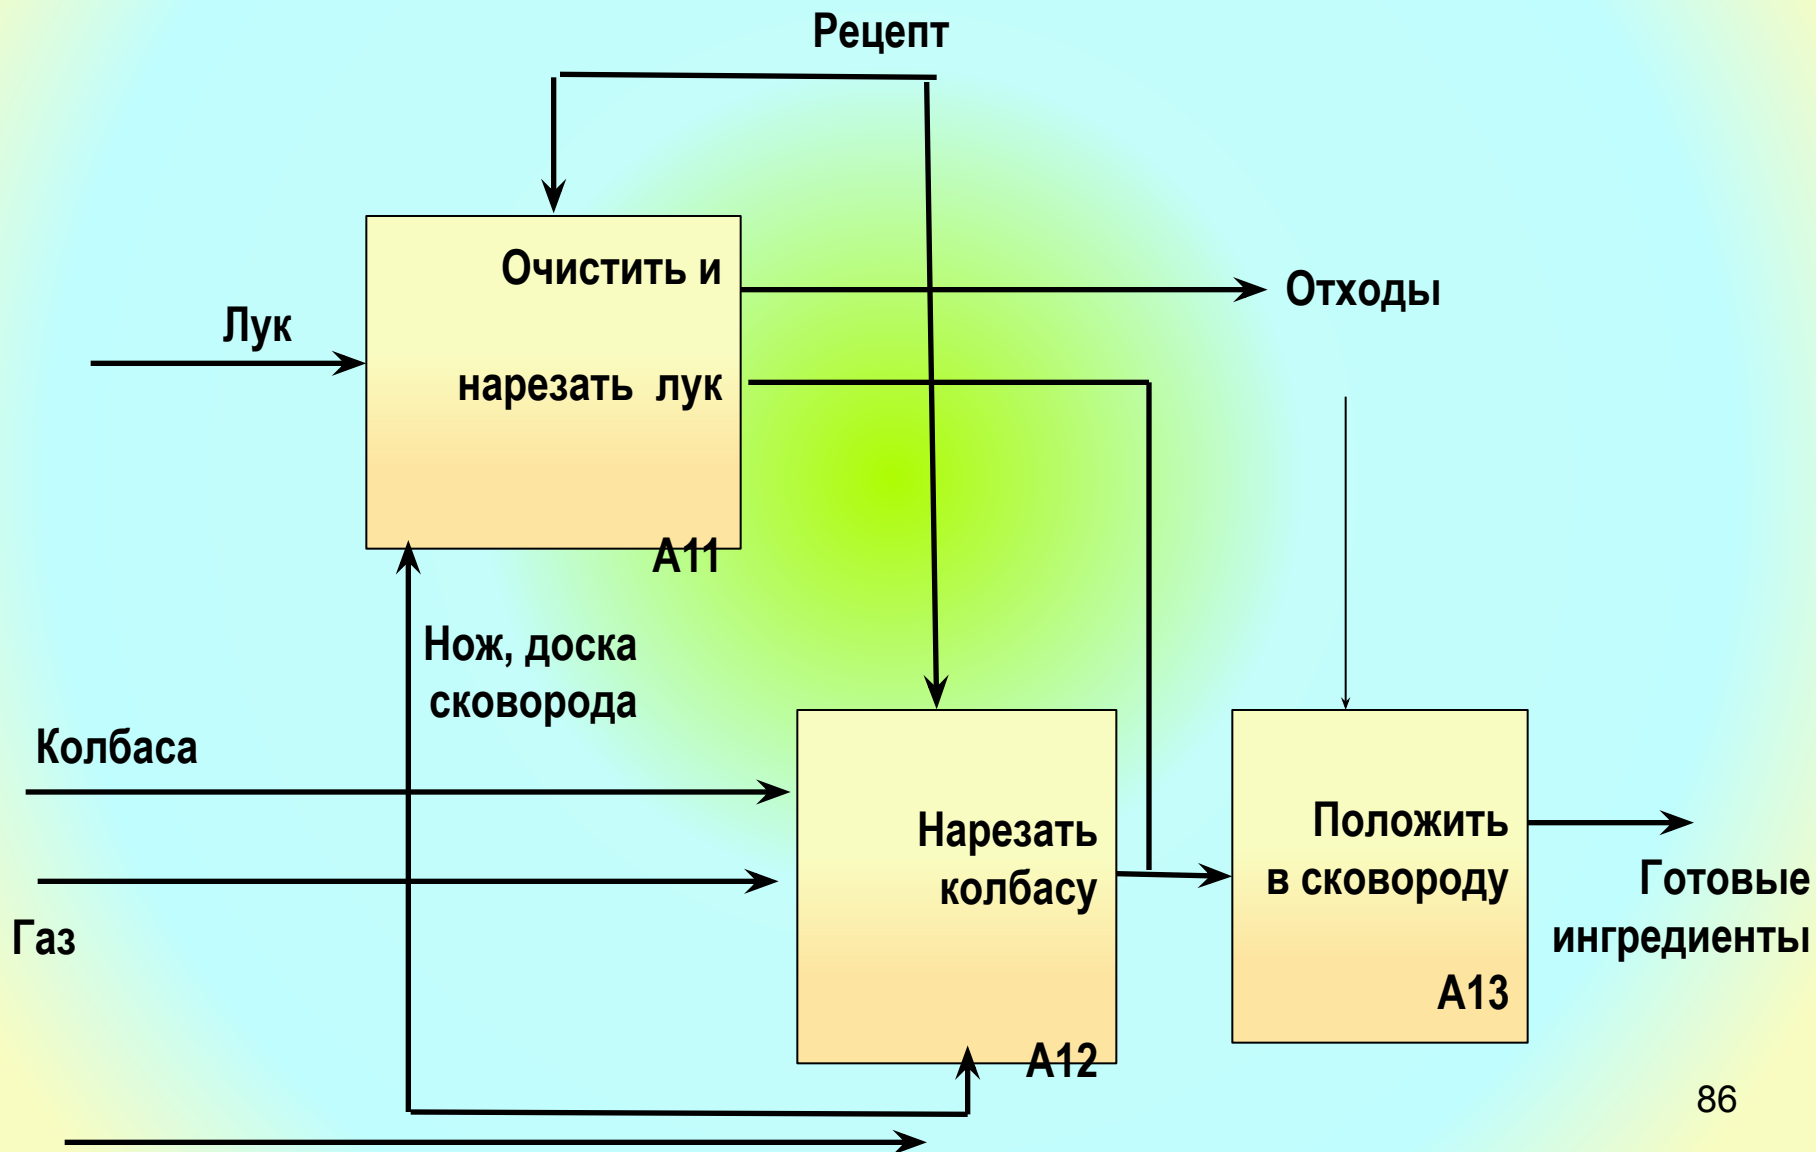 Рецепт
Очистить и
нарезать лук
А11
Отходы
Лук
Нож, доска
сковорода
Колбаса
Газ
Нарезать
колбасу
А12
Положить
в сковороду
А13
Готовые
ингредиенты
86